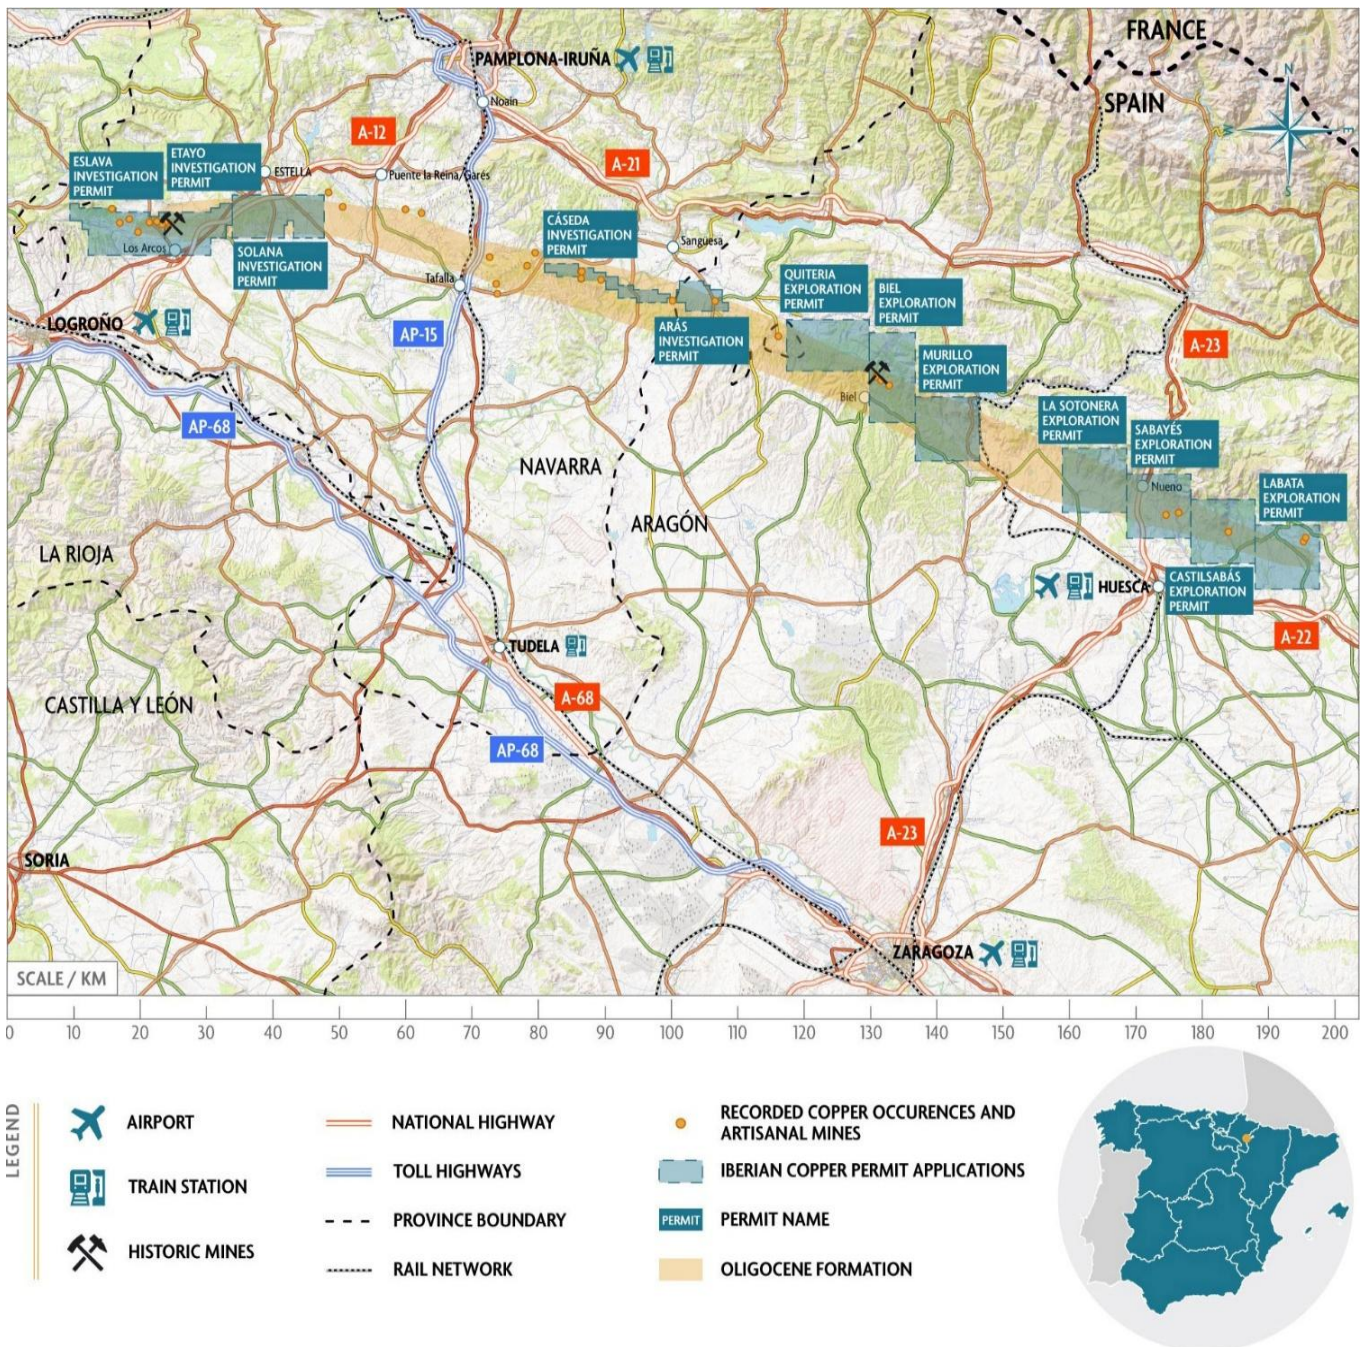 FRANCE
SPAIN
N
W
E
S
PAMPLONA-IRUÑA
Noain
A-12
A-21
ESLAVA
INVESTIGATION
PERMIT
ETAYO
INVESTIGATION
PERMIT
ESTELLA
Puente la Reina/Garés
Los Arcos
SOLANA
INVESTIGATION
PERMIT
CÁSEDA
INVESTIGATION
PERMIT
Sangüesa
Tafalla
QUITERIA
EXPLORATION
PERMIT
BIEL
EXPLORATION
PERMIT
LOGROÑO
AP-15
ARÁS
INVESTIGATION
PERMIT
MURILLO
EXPLORATION
PERMIT
A-23
Biel
LA SOTONERA
EXPLORATION
PERMIT
SABAYÉS
EXPLORATION
PERMIT
AP-68
NAVARRA
Nueno
LABATA
EXPLORATION
PERMIT
ARAGÓN
LA RIOJA
HUESCA
CASTILSABÁS
EXPLORATION
PERMIT
A-22
TUDELA
A-68
CASTILLA Y LEÓN
AP-68
A-23
SORIA
ZARAGOZA
SCALE / KM
0 10 20 30 40 50 60 70 80 90 100 110 120 130 140 150 160 170 180 190 200
LEGEND
AIRPORT
TRAIN STATION
HISTORIC MINES
NATIONAL HIGHWAY
TOLL HIGHWAYS
PROVINCE BOUNDARY
RAIL NETWORK
RECORDED COPPER OCCURENCES AND
ARTISANAL MINES
IBERIAN COPPER PERMIT APPLICATIONS
PERMIT
PERMIT NAME
OLIGOCENE FORMATION